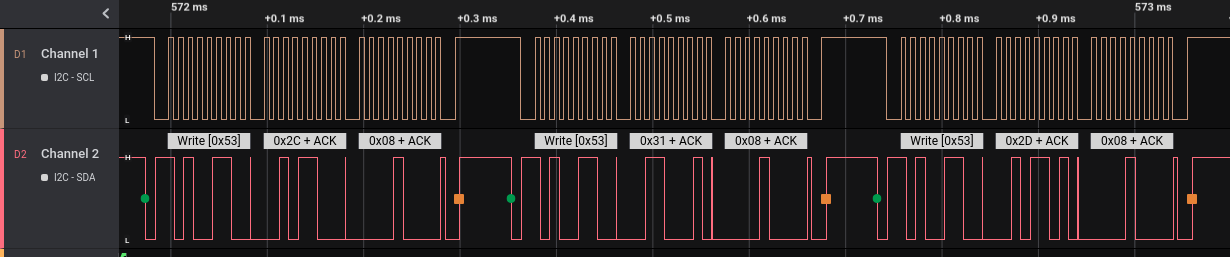 572 ms
+0.1 ms
+0.2 ms
+0.3 ms
+0.4 ms
+0.5 ms
+0.6 ms
+0.7 ms
+0.8 ms
+0.9 ms
573 ms
D1 Channel 1
I2C - SCL
H
L
Write [0x53]
0x2C + ACK
0x08 + ACK
Write [0x53]
0x31 + ACK
0x08 + ACK
Write [0x53]
0x2D + ACK
0x08 + ACK
D2 Channel 2
I2C - SDA
H
L